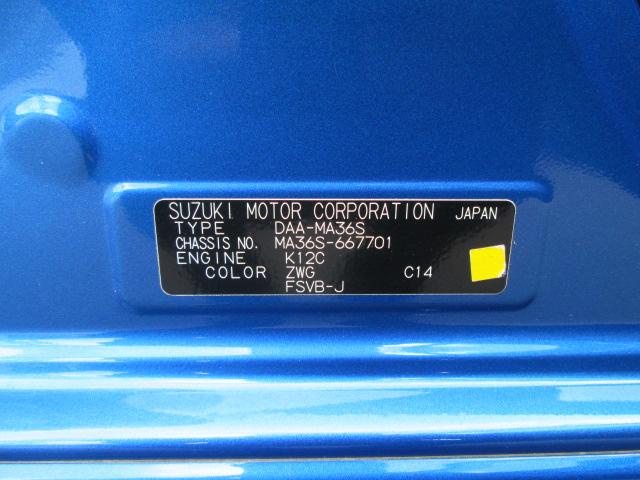 SUZUKI MOTOR CORPORATION JAPAN
TYPE DAA-MA36S
CHASSIS NO. MA36S-667701
ENGINE K12C
COLOR ZWG C14
FSVB-J